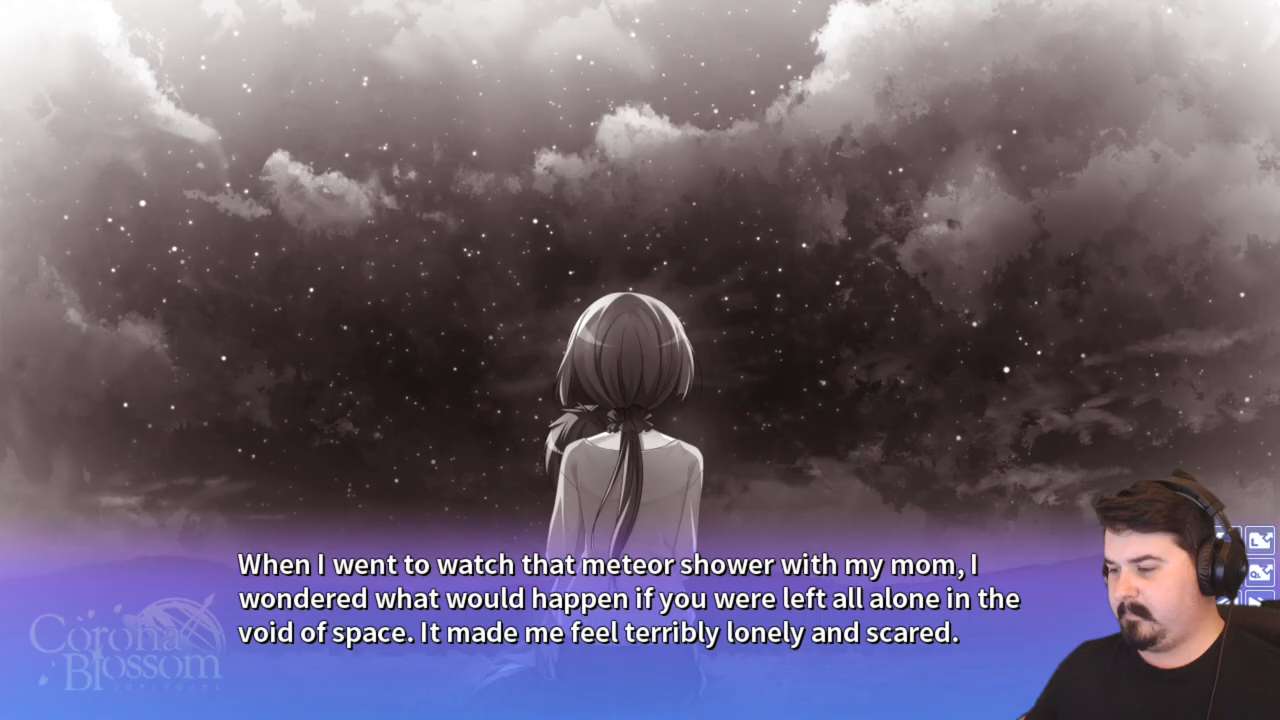 When I went to watch that meteor shower with my mom, I
wondered what would happen if you were left all alone in the
void of space. It made me feel terribly lonely and scared.
Corona
Blossom